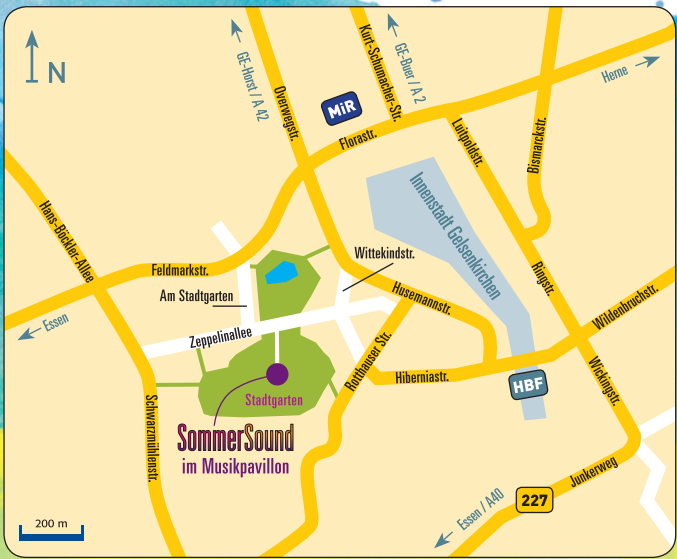 N
GE-Horst / A 42
Overwegstr.
MiR
Kurt-Schumacher-Str.
GE-Buer / A 2
Herne
Florastr.
Luitpoldstr.
Bismarckstr.
Innenstadt Gelsenkirchen
Hans-Böckler-Allee
Feldmarkstr.
Wittekindstr.
Am Stadtgarten
Husemannstr.
Ringstr.
Wildenbruchstr.
Essen
Zeppelinallee
Rotthauser Str.
Hiberniastr.
HBF
Wickingstr.
Stadtgarten
Schwarzmühlenstr.
SommerSound
im Musikpavillon
Junkerweg
227
Essen / A40
200 m